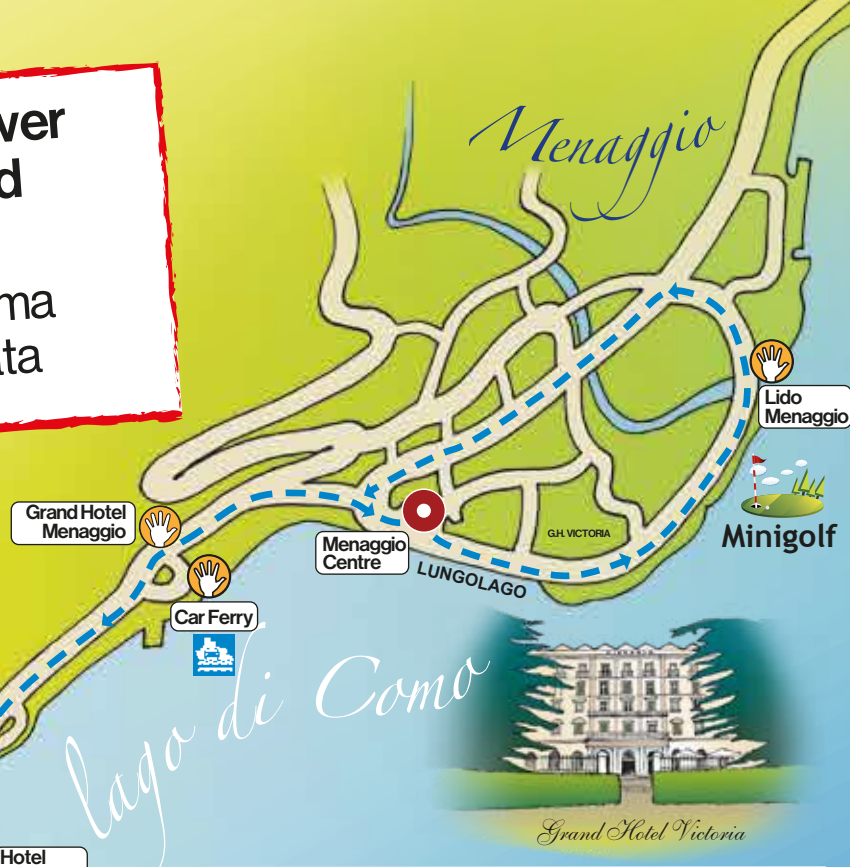 ver
d
ma
ata
Menaggio
Lido
Menaggio
Minigolf
Grand Hotel
Menaggio
Menaggio
Centre
G.H. VICTORIA
LUNGOLAGO
Car Ferry
lago di Como
Grand Hotel Victoria
Hotel